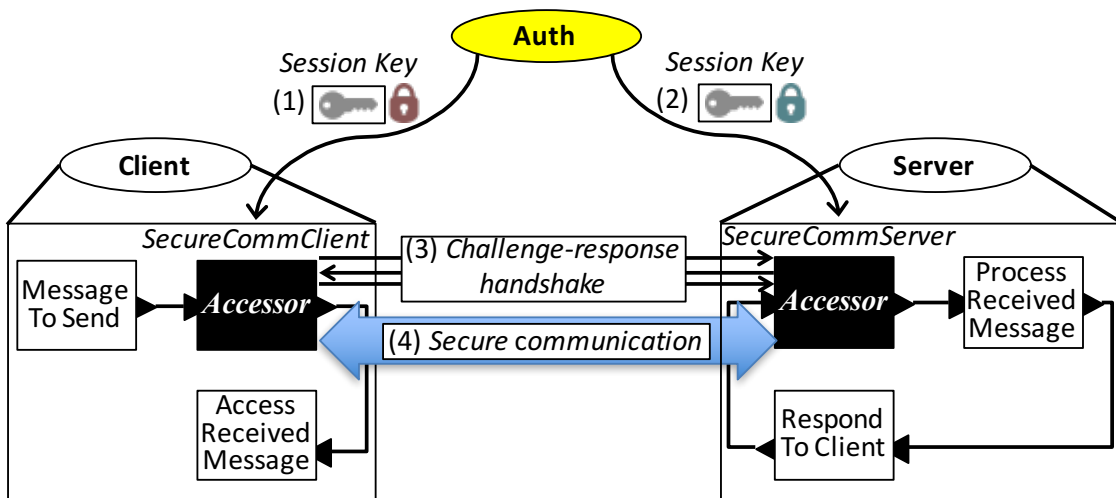 Auth
Session Key
(1)
Session Key
(2)
Client
Server
SecureCommClient
(3) Challenge-response
handshake
SecureCommServer
Message
To Send
Accessor
Accessor
Process
Received
Message
(4) Secure communication
Access
Received
Message
Respond
To Client